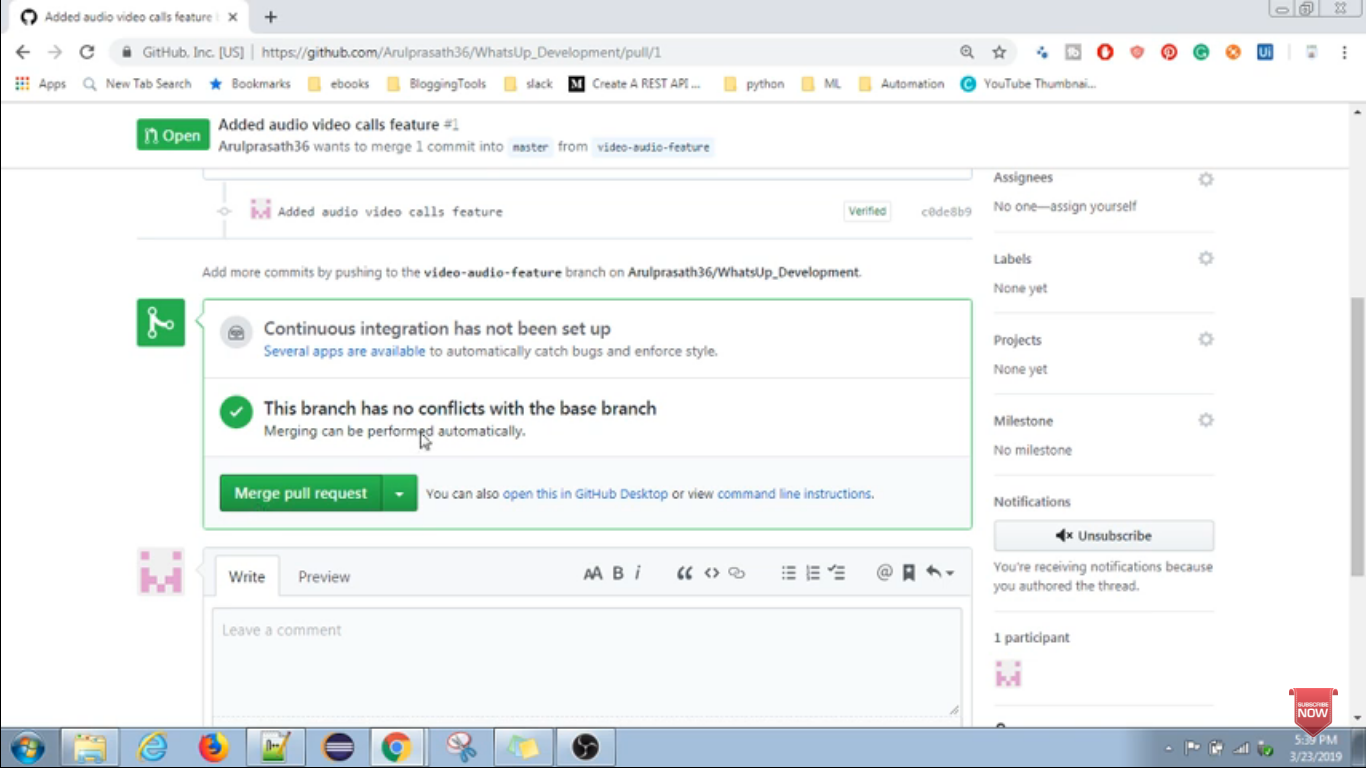 Added audio video calls feature
GitHub, Inc. [US] | https://github.com/Arulprasath36/WhatsUp_Development/pull/1
Apps New Tab Search Bookmarks ebooks BloggingTools slack M Create A REST API ... python ML Automation YouTube Thumbnai...
Open
Added audio video calls feature #1
Arulprasath36 wants to merge 1 commit into master from video-audio-feature
Added audio video calls feature Verified c0de8b9
Add more commits by pushing to the video-audio-feature branch on Arulprasath36/WhatsUp_Development.
Continuous integration has not been set up
Several apps are available to automatically catch bugs and enforce style.
This branch has no conflicts with the base branch
Merging can be performed automatically.
Merge pull request You can also open this in GitHub Desktop or view command line instructions.
Write Preview AA B i
Leave a comment
Assignees
No one—assign yourself
Labels
None yet
Projects
None yet
Milestone
No milestone
Notifications
Unsubscribe
You're receiving notifications because
you authored the thread.
1 participant
SUBSCRIBE
NOW
5:39 PM
3/23/2019